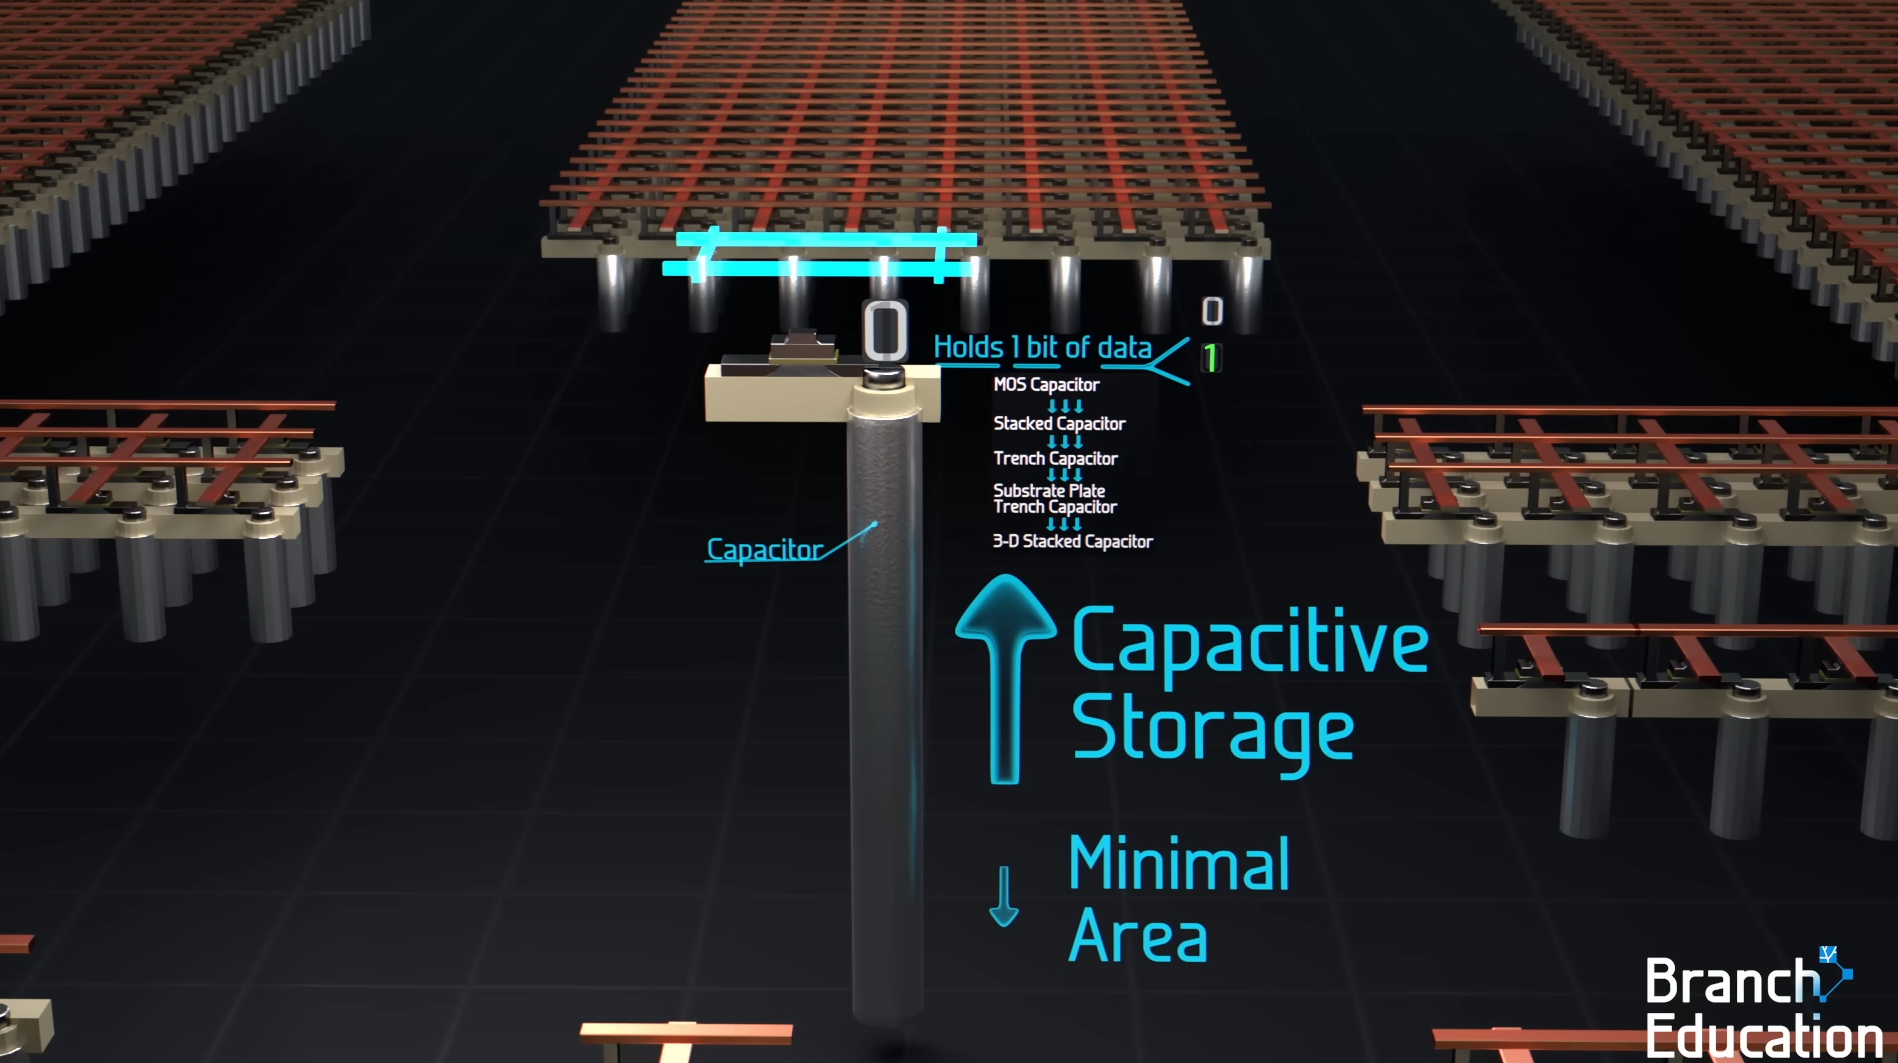 0
0
Holds 1 bit of data
1
MOS Capacitor
Stacked Capacitor
Trench Capacitor
Substrate Plate
Trench Capacitor
3-D Stacked Capacitor
Capacitor
Capacitive
Storage
Minimal
Area
Branch
Education